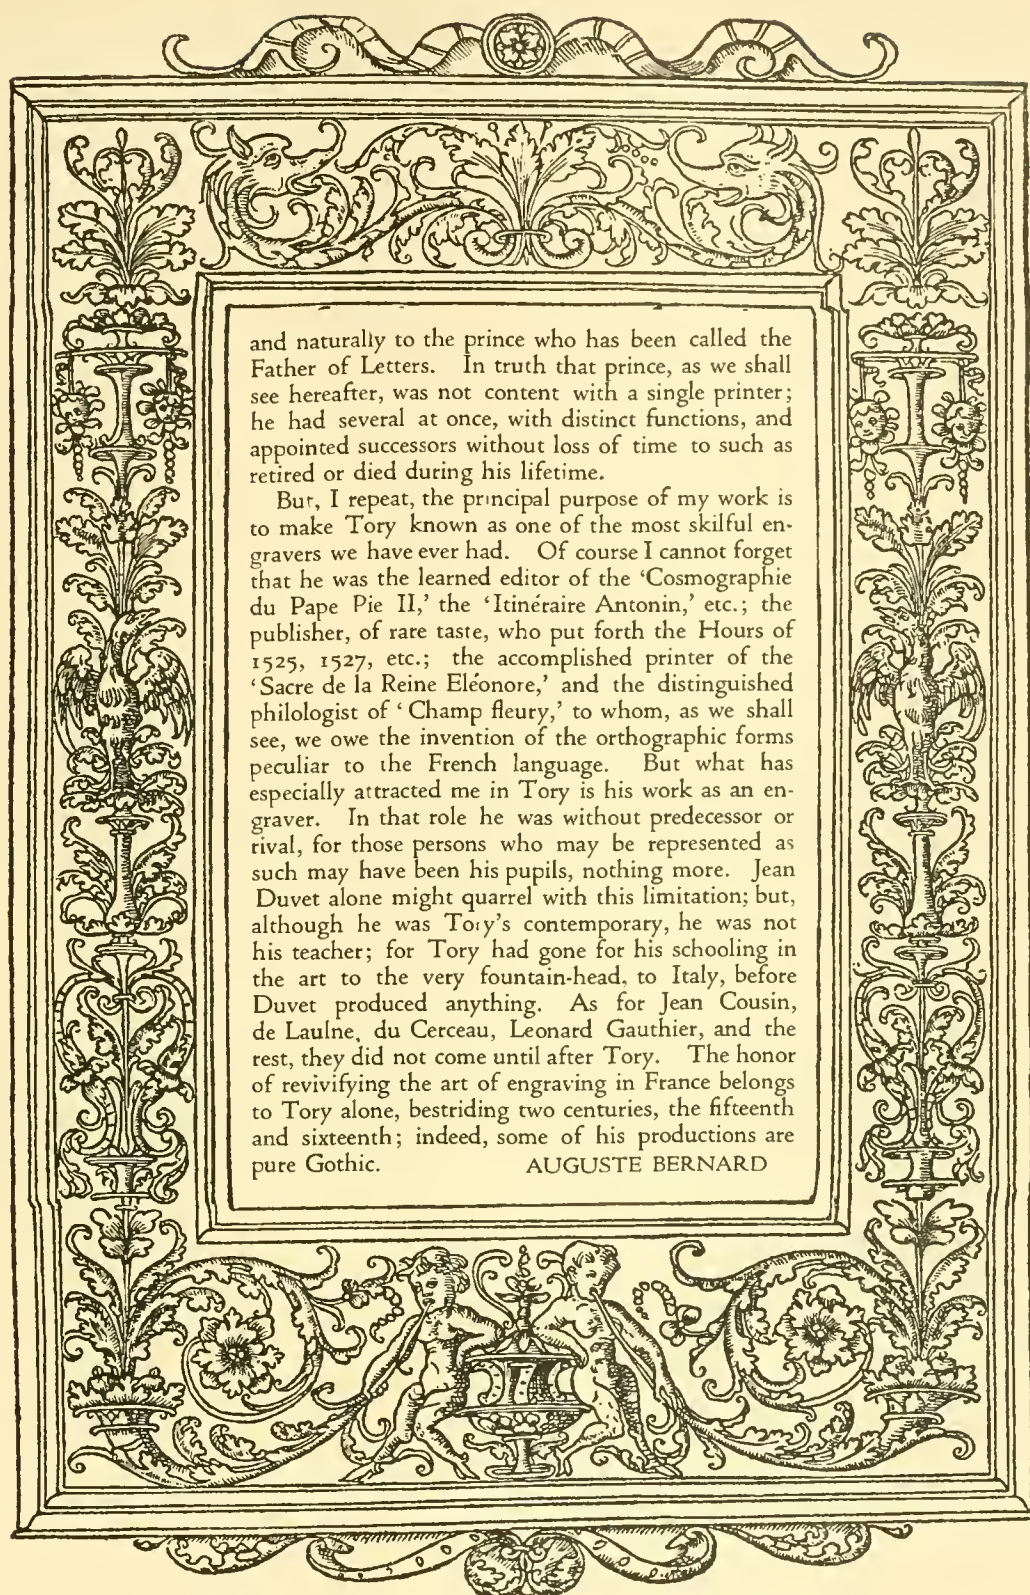 and naturally to the prince who has been called the
Father of Letters. In truth that prince, as we shall
see hereafter, was not content with a single printer;
he had several at once, with distinct functions, and
appointed successors without loss of time to such as
retired or died during his lifetime.
But, I repeat, the principal purpose of my work is
to make Tory known as one of the most skilful en-
gravers we have ever had. Of course I cannot forget
that he was the learned editor of the ‘Cosmographie
du Pape Pie II,’ the ‘Itinéraire Antonin,’ etc.; the
publisher, of rare taste, who put forth the Hours of
1525, 1527, etc.; the accomplished printer of the
‘Sacre de la Reine Eléonore,’ and the distinguished
philologist of ‘Champ fleury,’ to whom, as we shall
see, we owe the invention of the orthographic forms
peculiar to the French language. But what has
especially attracted me in Tory is his work as an en-
graver. In that role he was without predecessor or
rival, for those persons who may be represented as
such may have been his pupils, nothing more. Jean
Duvet alone might quarrel with this limitation; but,
although he was Tory’s contemporary, he was not
his teacher; for Tory had gone for his schooling in
the art to the very fountain-head, to Italy, before
Duvet produced anything. As for Jean Cousin,
de Laulne, du Cerceau, Leonard Gauthier, and the
rest, they did not come until after Tory. The honor
of revivifying the art of engraving in France belongs
to Tory alone, bestriding two centuries, the fifteenth
and sixteenth; indeed, some of his productions are
pure Gothic. AUGUSTE BERNARD